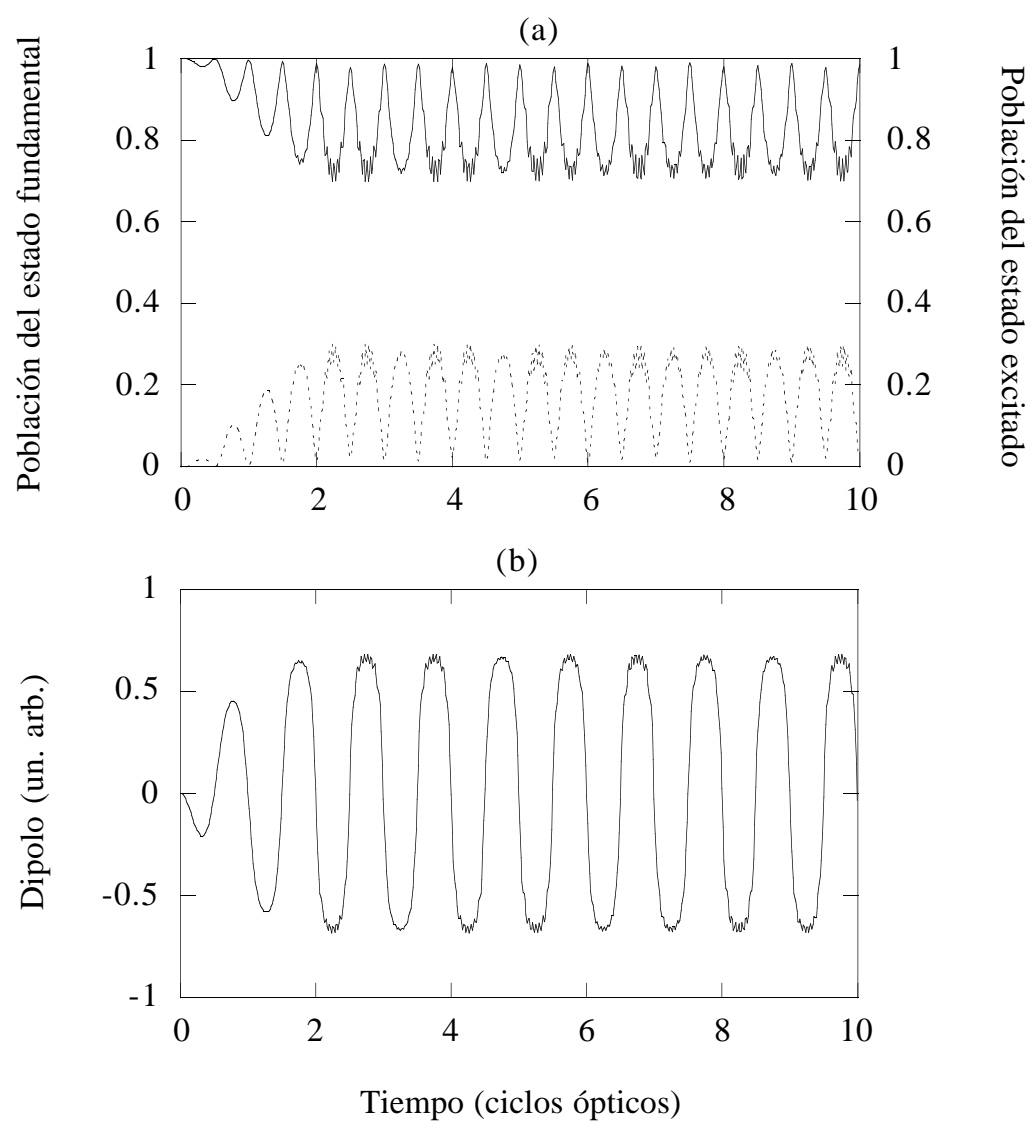 (a)
Población del estado fundamental
Población del estado excitado
1
0.8
0.6
0.4
0.2
0
1
0.8
0.6
0.4
0.2
0
0 2 4 6 8 10
(b)
Dipolo (un. arb.)
1
0.5
0
-0.5
-1
0 2 4 6 8 10
Tiempo (ciclos ópticos)